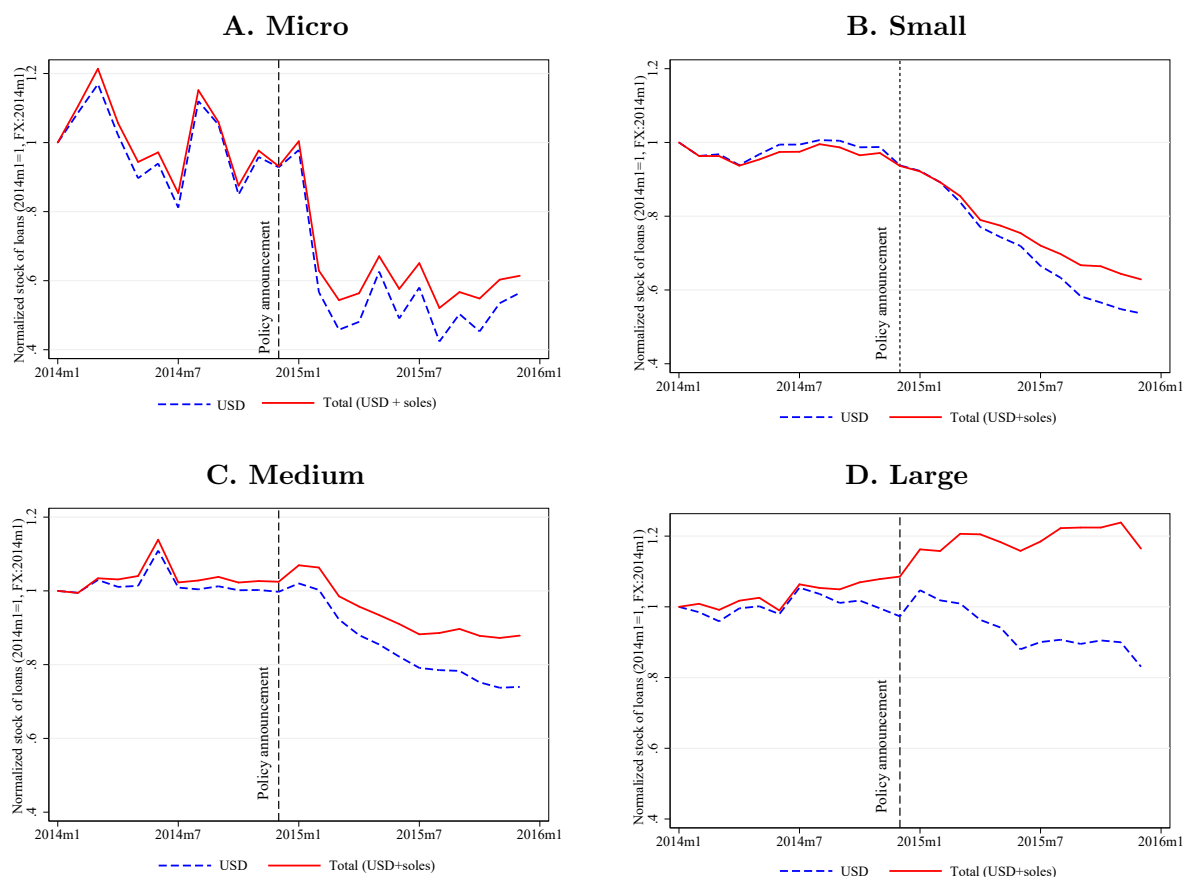 A. Micro
Normalized stock of loans (2014m1=1, FX:2014m1)
1.2
1
.8
.6
.4
Policy announcement
2014m1 2014m7 2015m1 2015m7 2016m1
USD Total (USD + soles)
B. Small
Normalized stock of loans (2014m1=1, FX:2014m1)
1.2
1
.8
.6
.4
Policy announcement
2014m1 2014m7 2015m1 2015m7 2016m1
USD Total (USD+soles)
C. Medium
Normalized stock of loans (2014m1=1, FX:2014m1)
1.2
1
.8
.6
.4
Policy announcement
2014m1 2014m7 2015m1 2015m7 2016m1
USD Total (USD+soles)
D. Large
Normalized stock of loans (2014m1=1, FX:2014m1)
1.2
1
.8
.6
.4
Policy announcement
2014m1 2014m7 2015m1 2015m7 2016m1
USD Total (USD+soles)